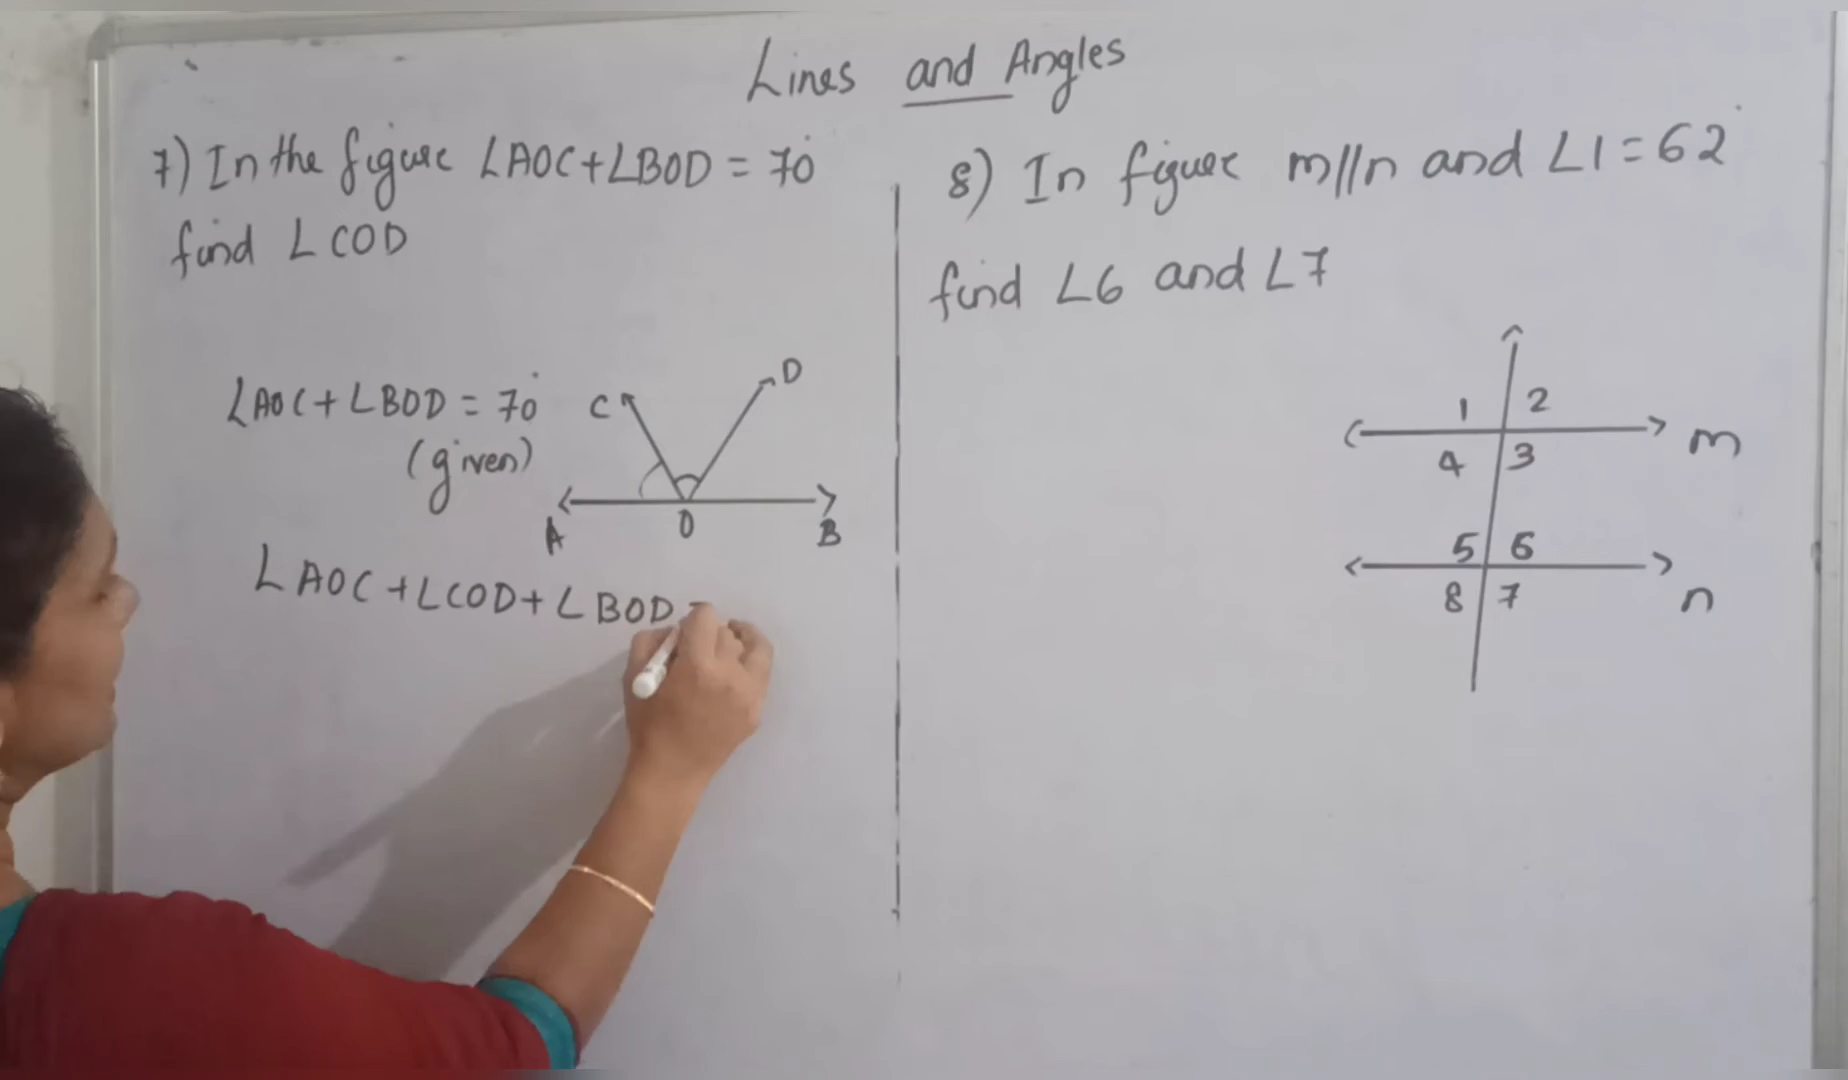 Lines and Angles
7) In the figure ∠AOC+∠BOD = 70°
find ∠COD
∠AOC+∠BOD = 70°
(given)
C
D
A
O
B
∠AOC+∠COD+∠BOD =
8) In figure m//n and ∠1=62°
find ∠6 and ∠7
1 2
m
4 3
5 6
n
8 7